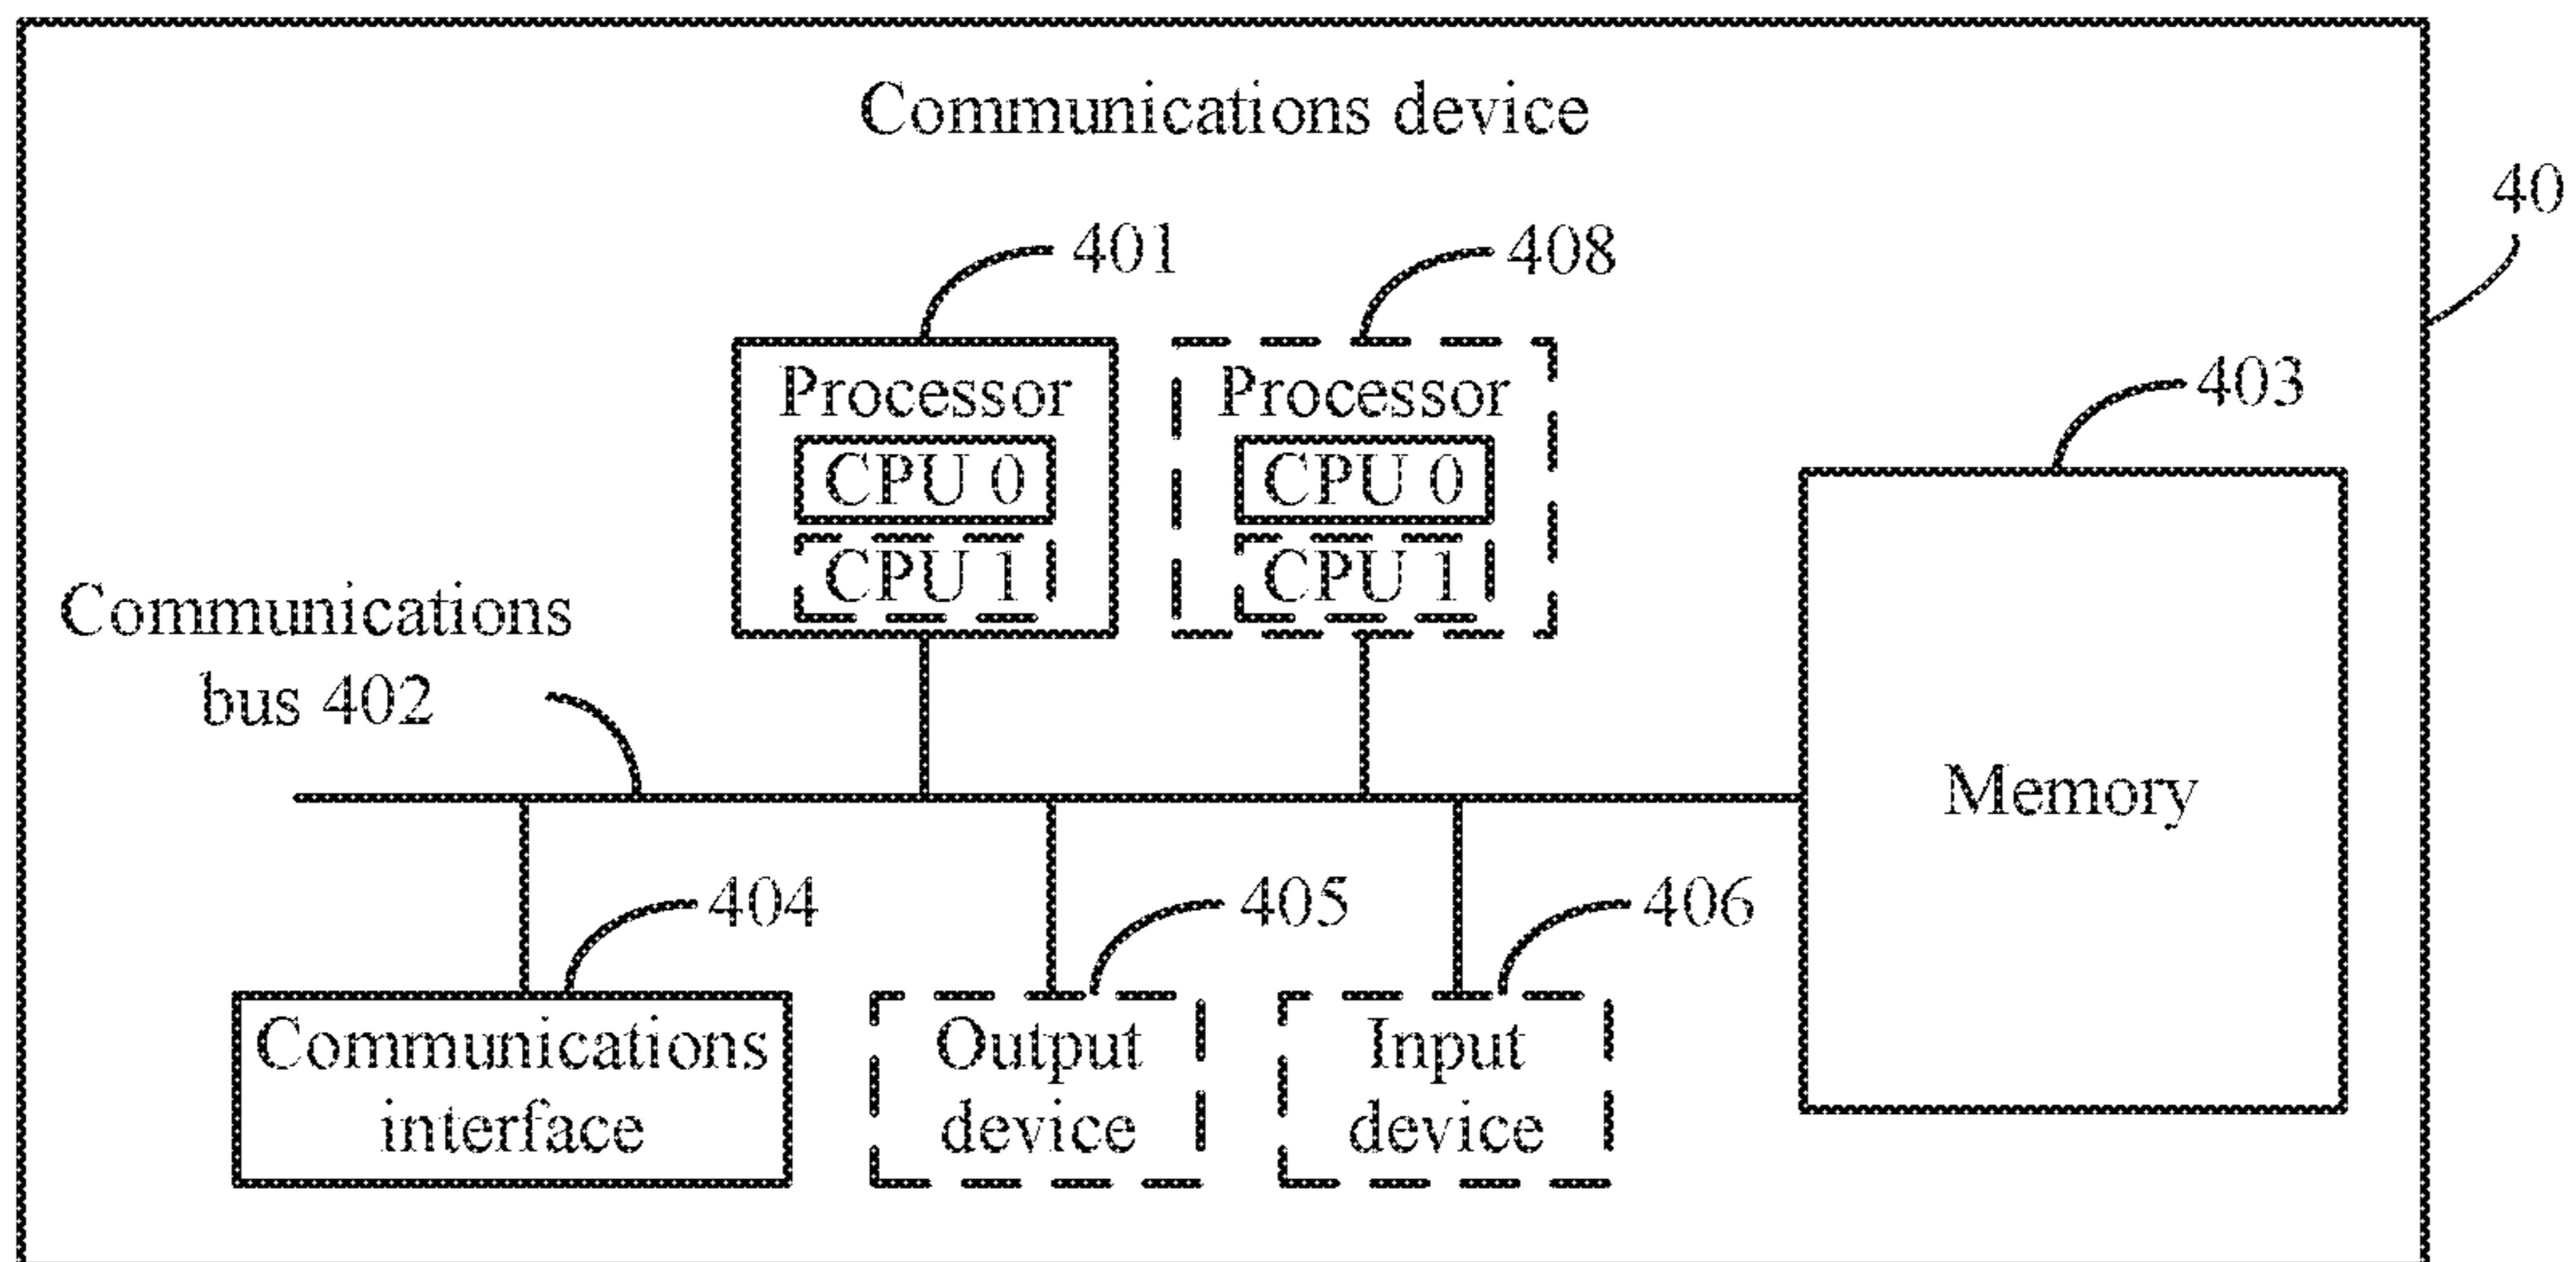 Communications device
40
401
408
403
Processor
CPU 0
CPU 1
Processor
CPU 0
CPU 1
Communications
bus 402
Memory
404
405
406
Communications
interface
Output
device
Input
device